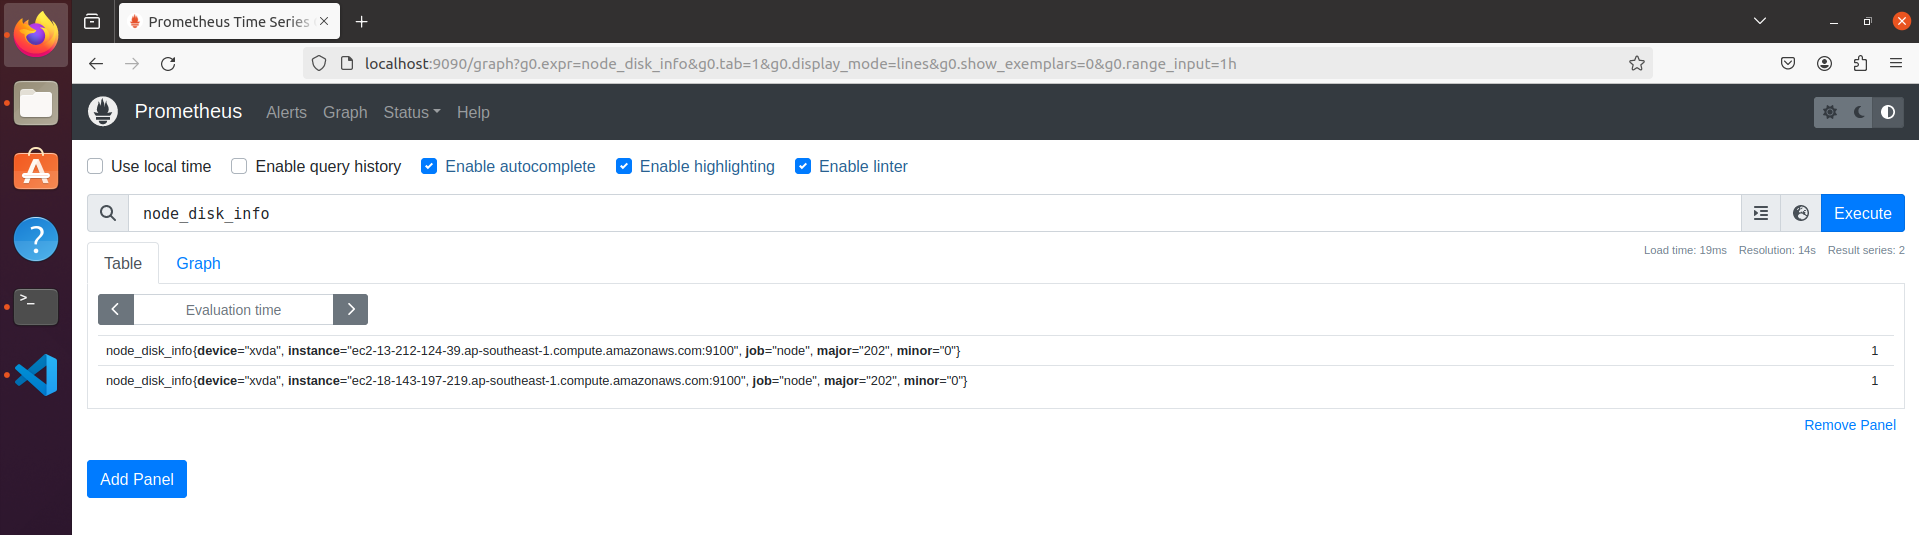 Prometheus Time Series
localhost:9090/graph?g0.expr=node_disk_info&g0.tab=1&g0.display_mode=lines&g0.show_exemplars=0&g0.range_input=1h
Prometheus Alerts Graph Status Help
Use local time Enable query history Enable autocomplete Enable highlighting Enable linter
node_disk_info Execute
Table Graph Load time: 19ms Resolution: 14s Result series: 2
Evaluation time
node_disk_info{device="xvda", instance="ec2-13-212-124-39.ap-southeast-1.compute.amazonaws.com:9100", job="node", major="202", minor="0"} 1
node_disk_info{device="xvda", instance="ec2-18-143-197-219.ap-southeast-1.compute.amazonaws.com:9100", job="node", major="202", minor="0"} 1
Remove Panel
Add Panel